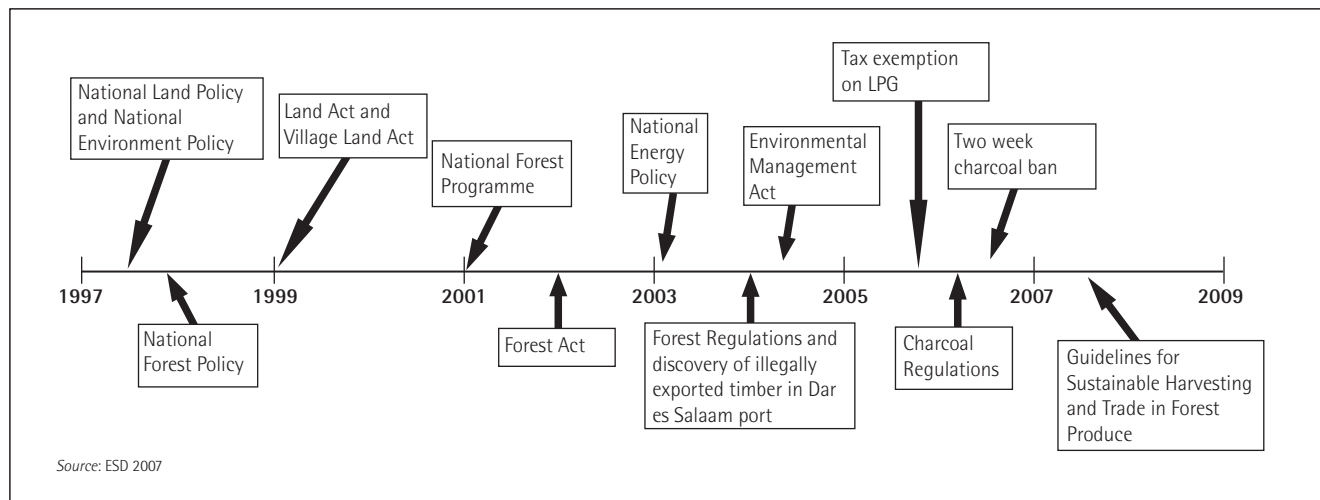 National Land Policy
and National
Environment Policy
Land Act and
Village Land Act
National Forest
Programme
National
Energy
Policy
Environmental
Management
Act
Tax exemption
on LPG
Two week
charcoal ban
1997
1999
2001
2003
2005
2007
2009
National
Forest Policy
Forest Act
Forest Regulations and
discovery of illegally
exported timber in Dar
es Salaam port
Charcoal
Regulations
Guidelines for
Sustainable Harvesting
and Trade in Forest
Produce
Source: ESD 2007